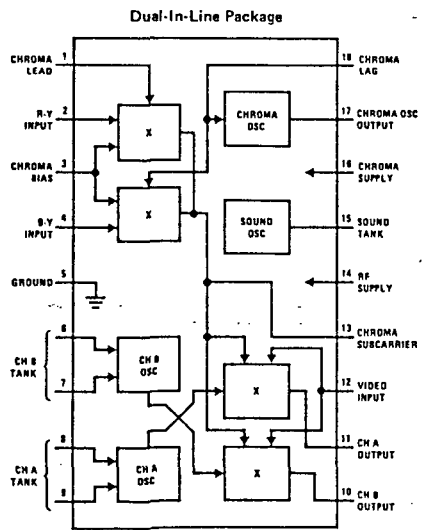 Dual-In-Line Package
CHROMA LEAD 1
R-Y INPUT 2
CHROMA BIAS 3
B-Y INPUT 4
GROUND 5
6
CH B TANK
7
8
CH A TANK
9
X
X
CH B OSC
CH A OSC
CHROMA OSC
SOUND OSC
X
X
18 CHROMA LAG
17 CHROMA OSC OUTPUT
16 CHROMA SUPPLY
15 SOUND TANK
14 RF SUPPLY
13 CHROMA SUBCARRIER
12 VIDEO INPUT
11 CH A OUTPUT
10 CH B OUTPUT